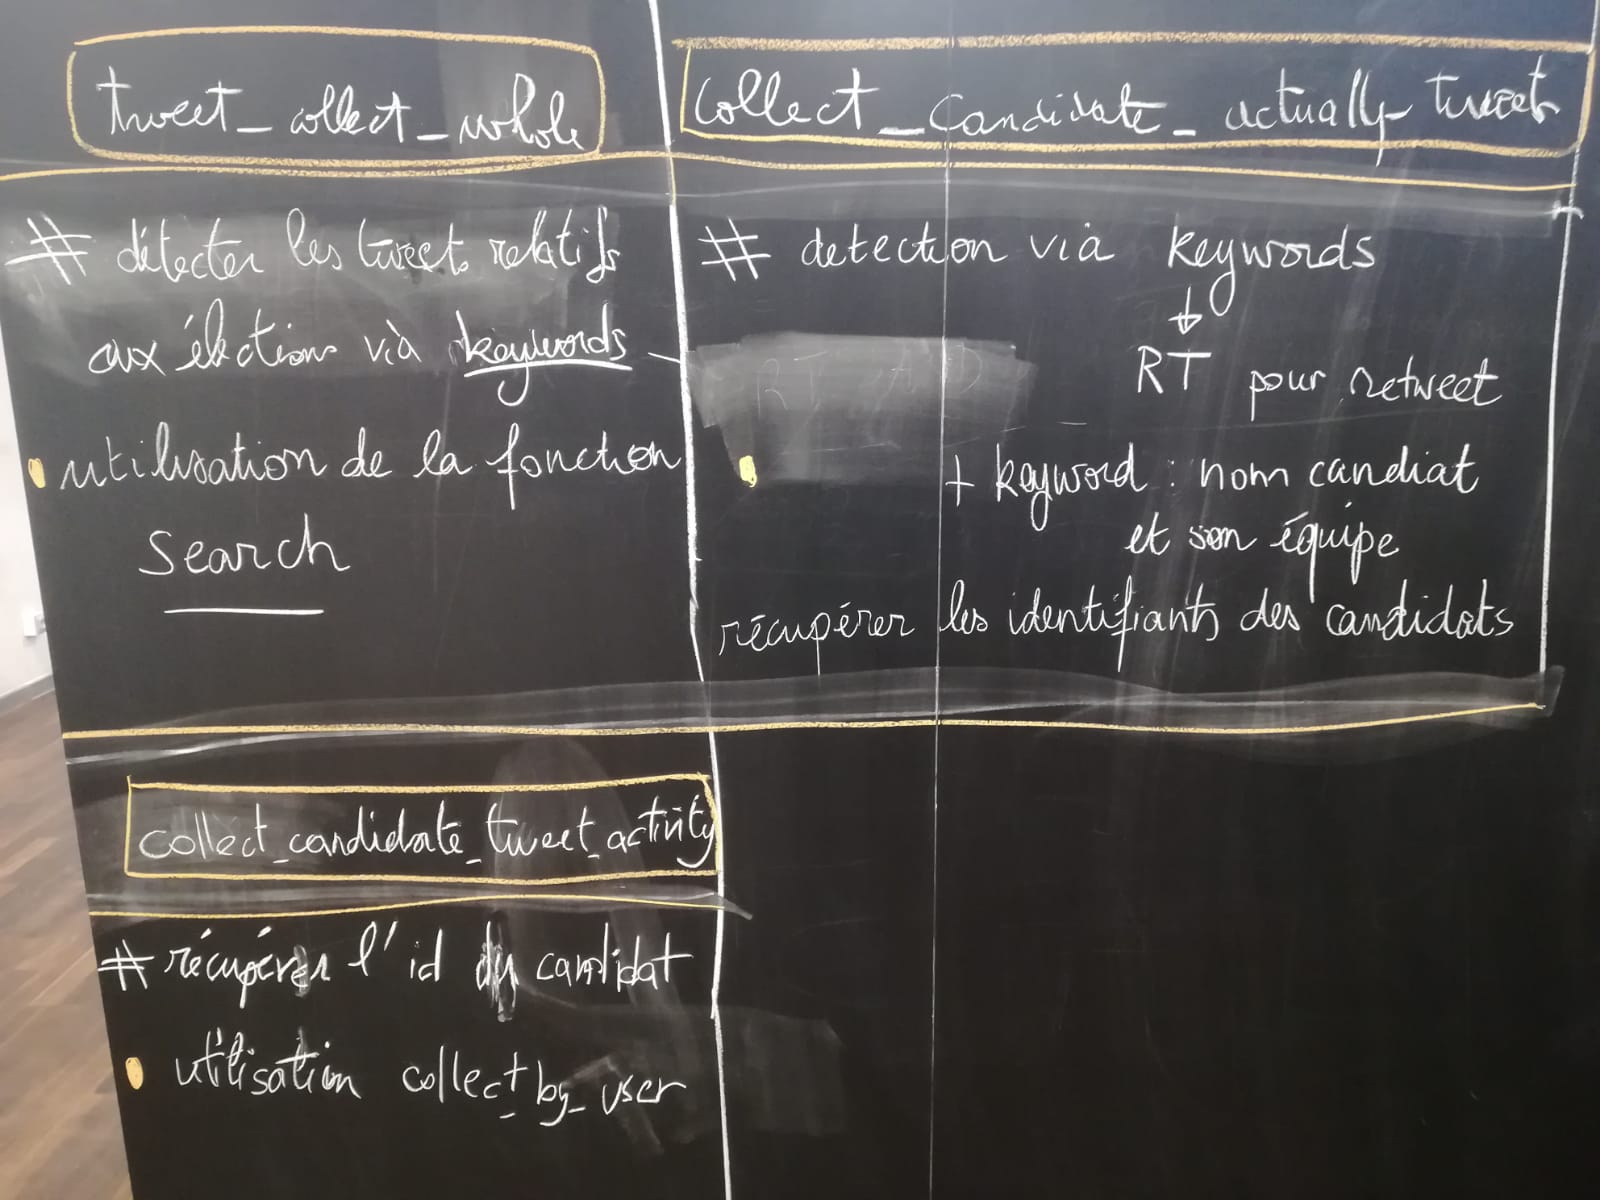 tweet_collect_whole
# détecter les tweets relatifs
aux élections via keywords
utilisation de la fonction
Search
collect_candidate_actually_tweets
# detection via keywords
RT pour retweet
+ keyword : nom candiat
et son équipe
récupérer les identifiants des candidats
collect_candidate_tweet_activity
# récupérer l'id du candidat
utilisation collect_by_user